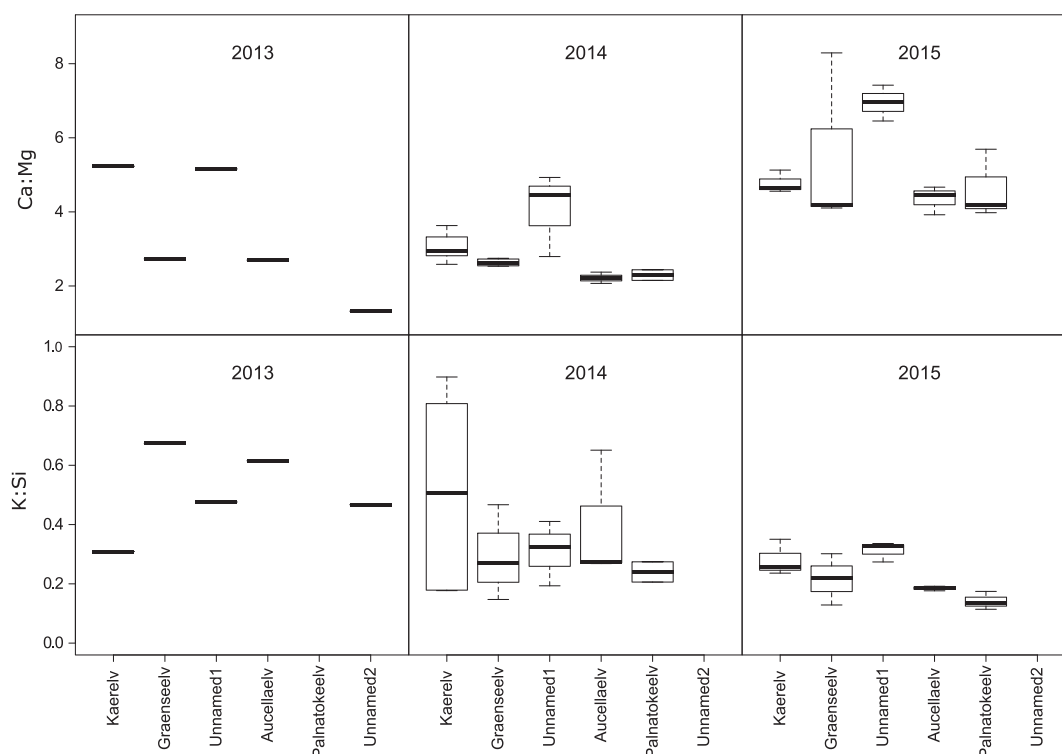 2013
2014
2015
Ca:Mg
8
6
4
2
2013
2014
2015
K:Si
1.0
0.8
0.6
0.4
0.2
0.0
Kaerelv
Graenseelv
Unnamed1
Aucellaelv
Palnatokeelv
Unnamed2
Kaerelv
Graenseelv
Unnamed1
Aucellaelv
Palnatokeelv
Unnamed2
Kaerelv
Graenseelv
Unnamed1
Aucellaelv
Palnatokeelv
Unnamed2